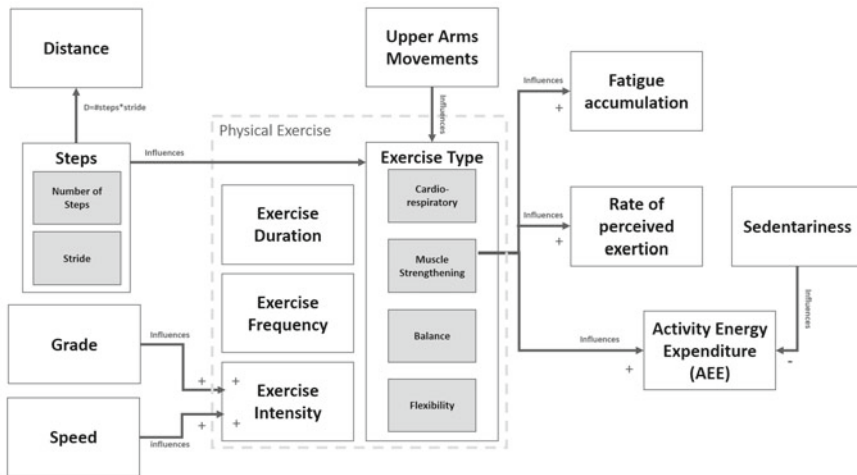 Distance
D=#steps*stride
Steps
Number of
Steps
Stride
Influences
Grade
Influences
+
+
Speed
influences
+
+
Physical Exercise
Exercise
Duration
Exercise
Frequency
Exercise
Intensity
Upper Arms
Movements
Influences
Exercise Type
Cardio-
respiratory
Muscle
Strengthening
Balance
Flexibility
Influences
+
Fatigue
accumulation
Influences
+
Rate of
perceived
exertion
Influences
+
Activity Energy
Expenditure
(AEE)
Sedentariness
Influences
-